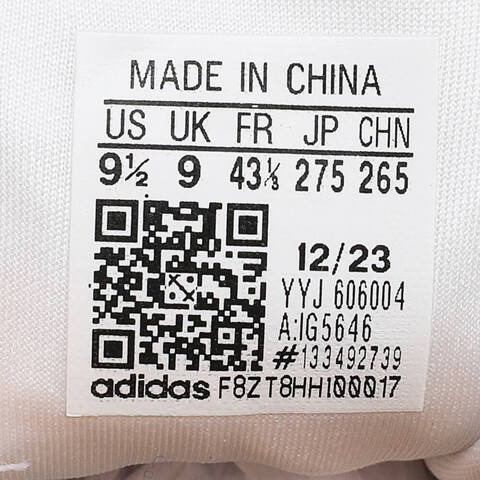 MADE IN CHINA
US UK FR JP CHN
9½ 9 43⅓ 275 265
12/23
YYJ 606004
A:IG5646
#133492739
adidas F8ZT8HHI00017